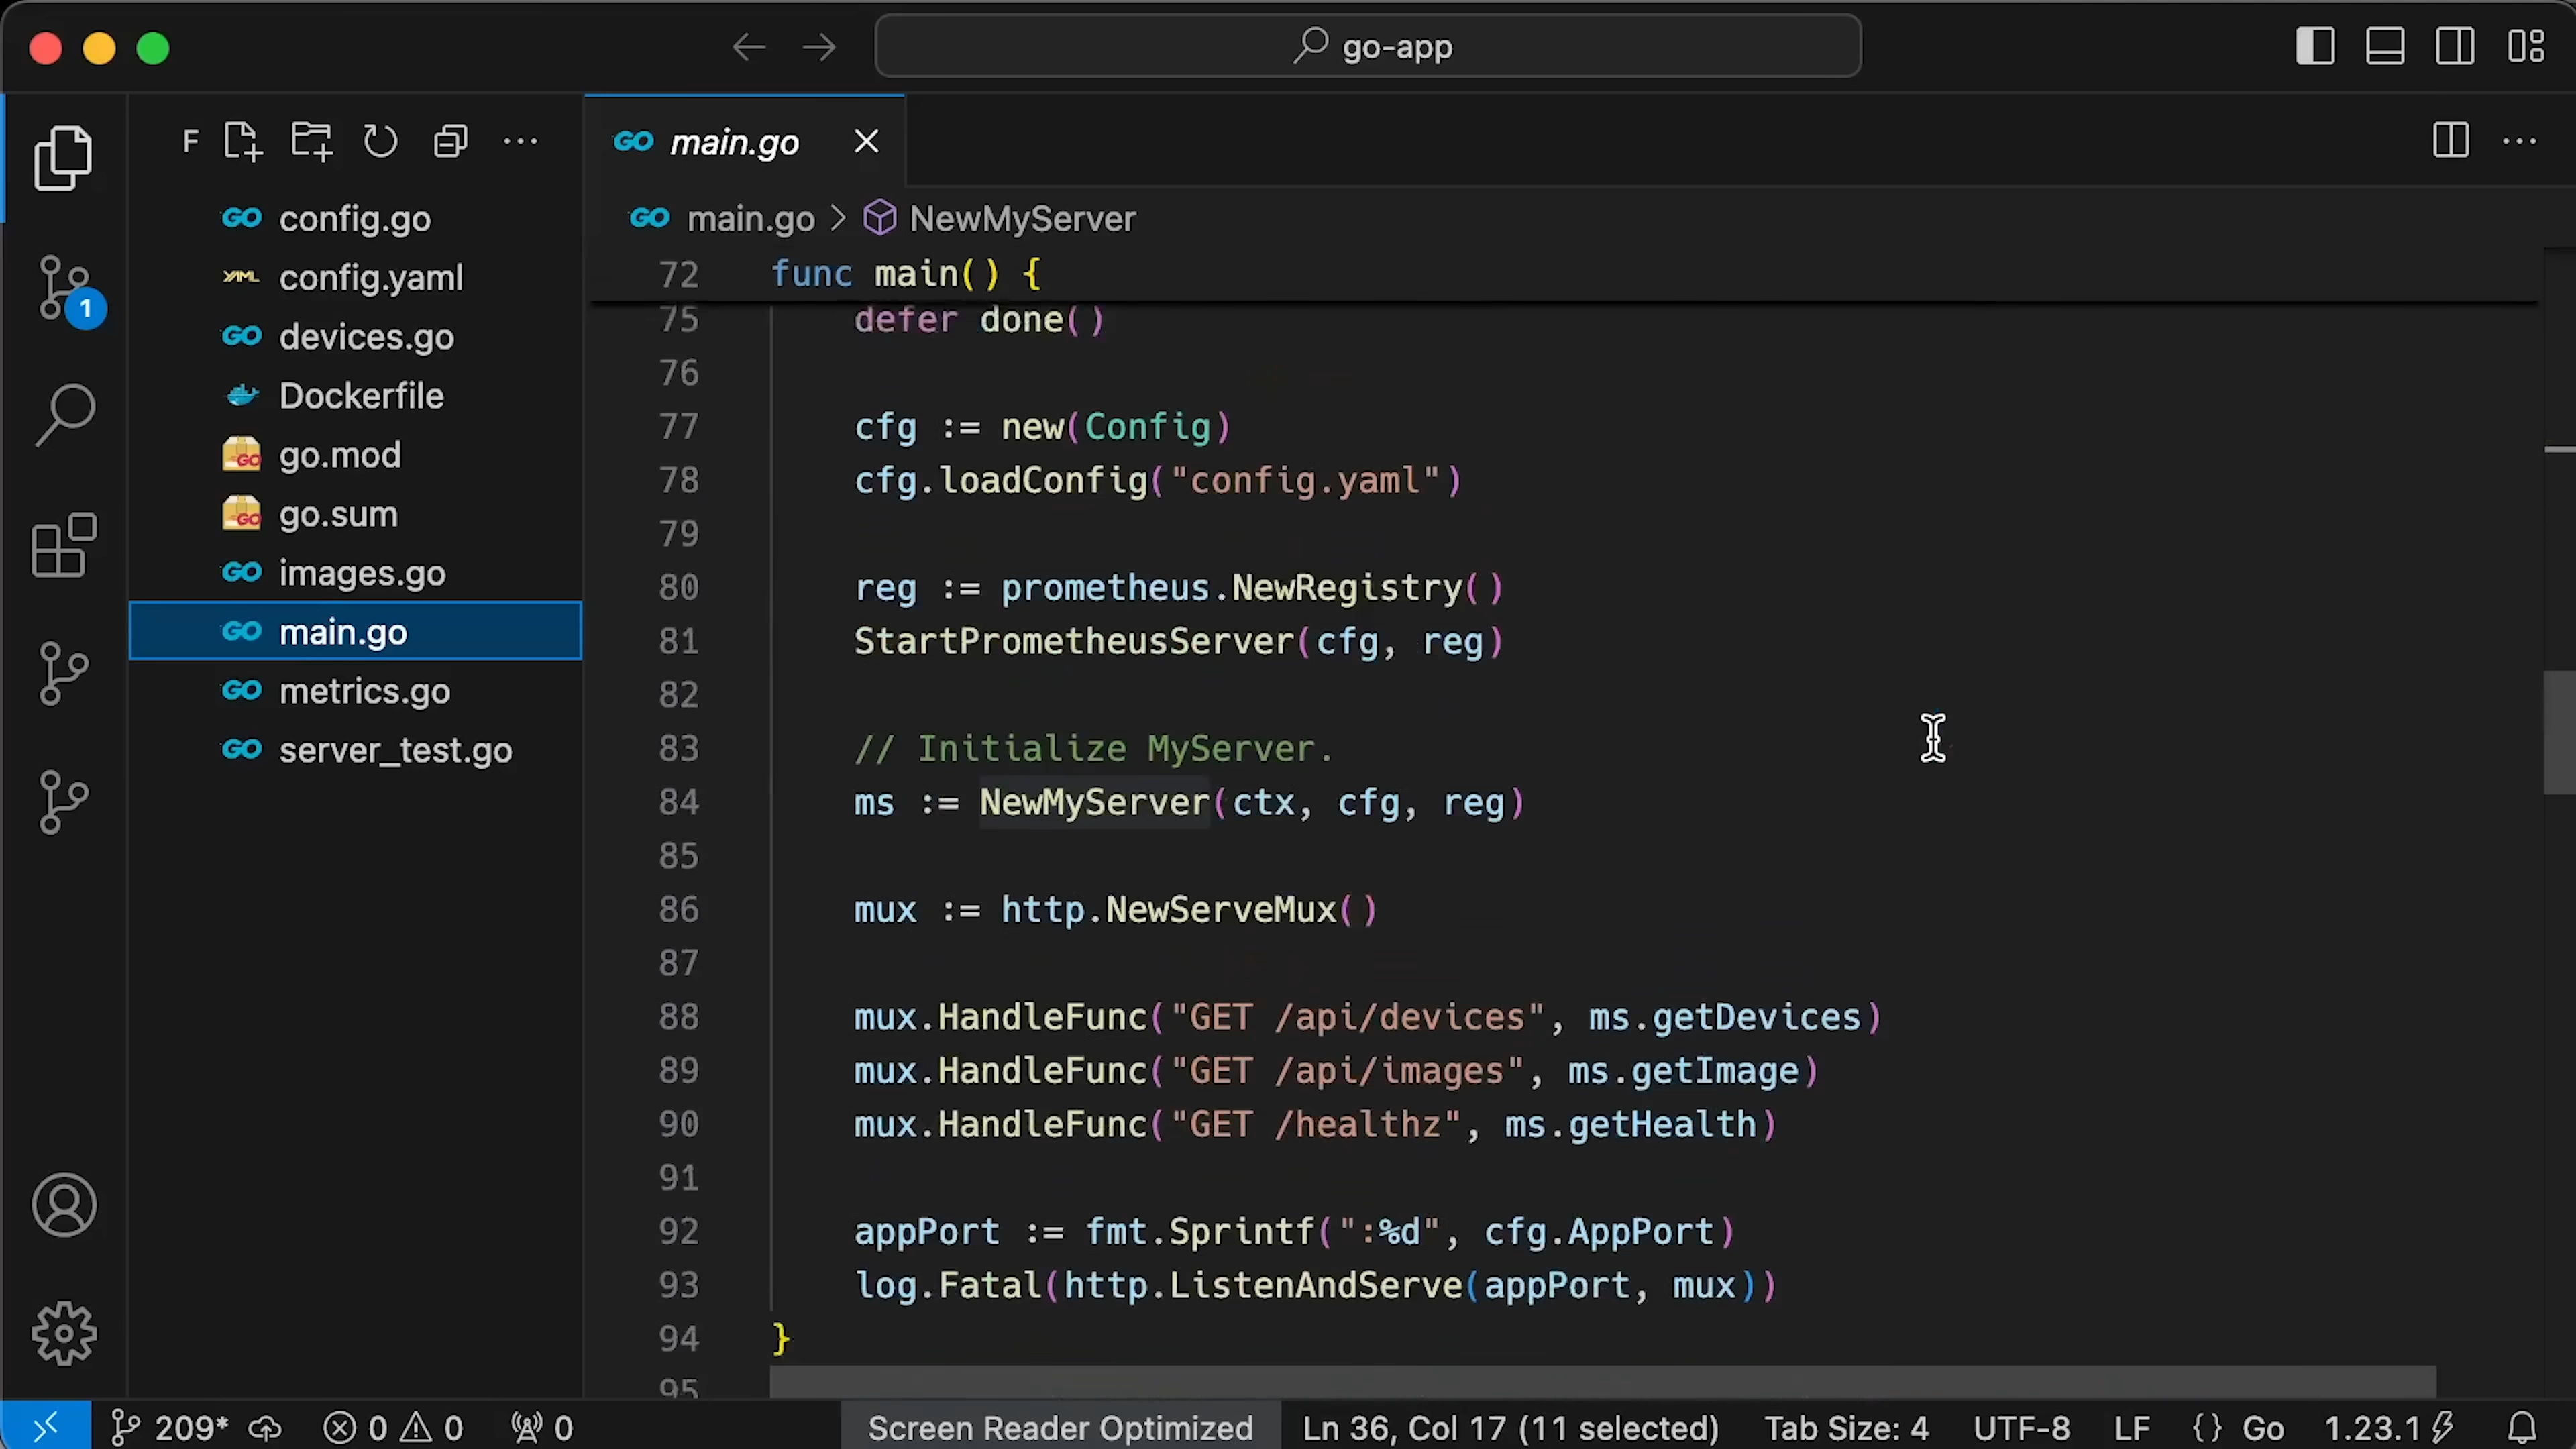 go-app
F
config.go
config.yaml
devices.go
Dockerfile
go.mod
go.sum
images.go
main.go
metrics.go
server_test.go
1
main.go
main.go > NewMyServer
72 func main() {
75 defer done()
76
77 cfg := new(Config)
78 cfg.loadConfig("config.yaml")
79
80 reg := prometheus.NewRegistry()
81 StartPrometheusServer(cfg, reg)
82
83 // Initialize MyServer.
84 ms := NewMyServer(ctx, cfg, reg)
85
86 mux := http.NewServeMux()
87
88 mux.HandleFunc("GET /api/devices", ms.getDevices)
89 mux.HandleFunc("GET /api/images", ms.getImage)
90 mux.HandleFunc("GET /healthz", ms.getHealth)
91
92 appPort := fmt.Sprintf(":%d", cfg.AppPort)
93 log.Fatal(http.ListenAndServe(appPort, mux))
94 }
95
209* 0 0 0 Screen Reader Optimized Ln 36, Col 17 (11 selected) Tab Size: 4 UTF-8 LF {} Go 1.23.1